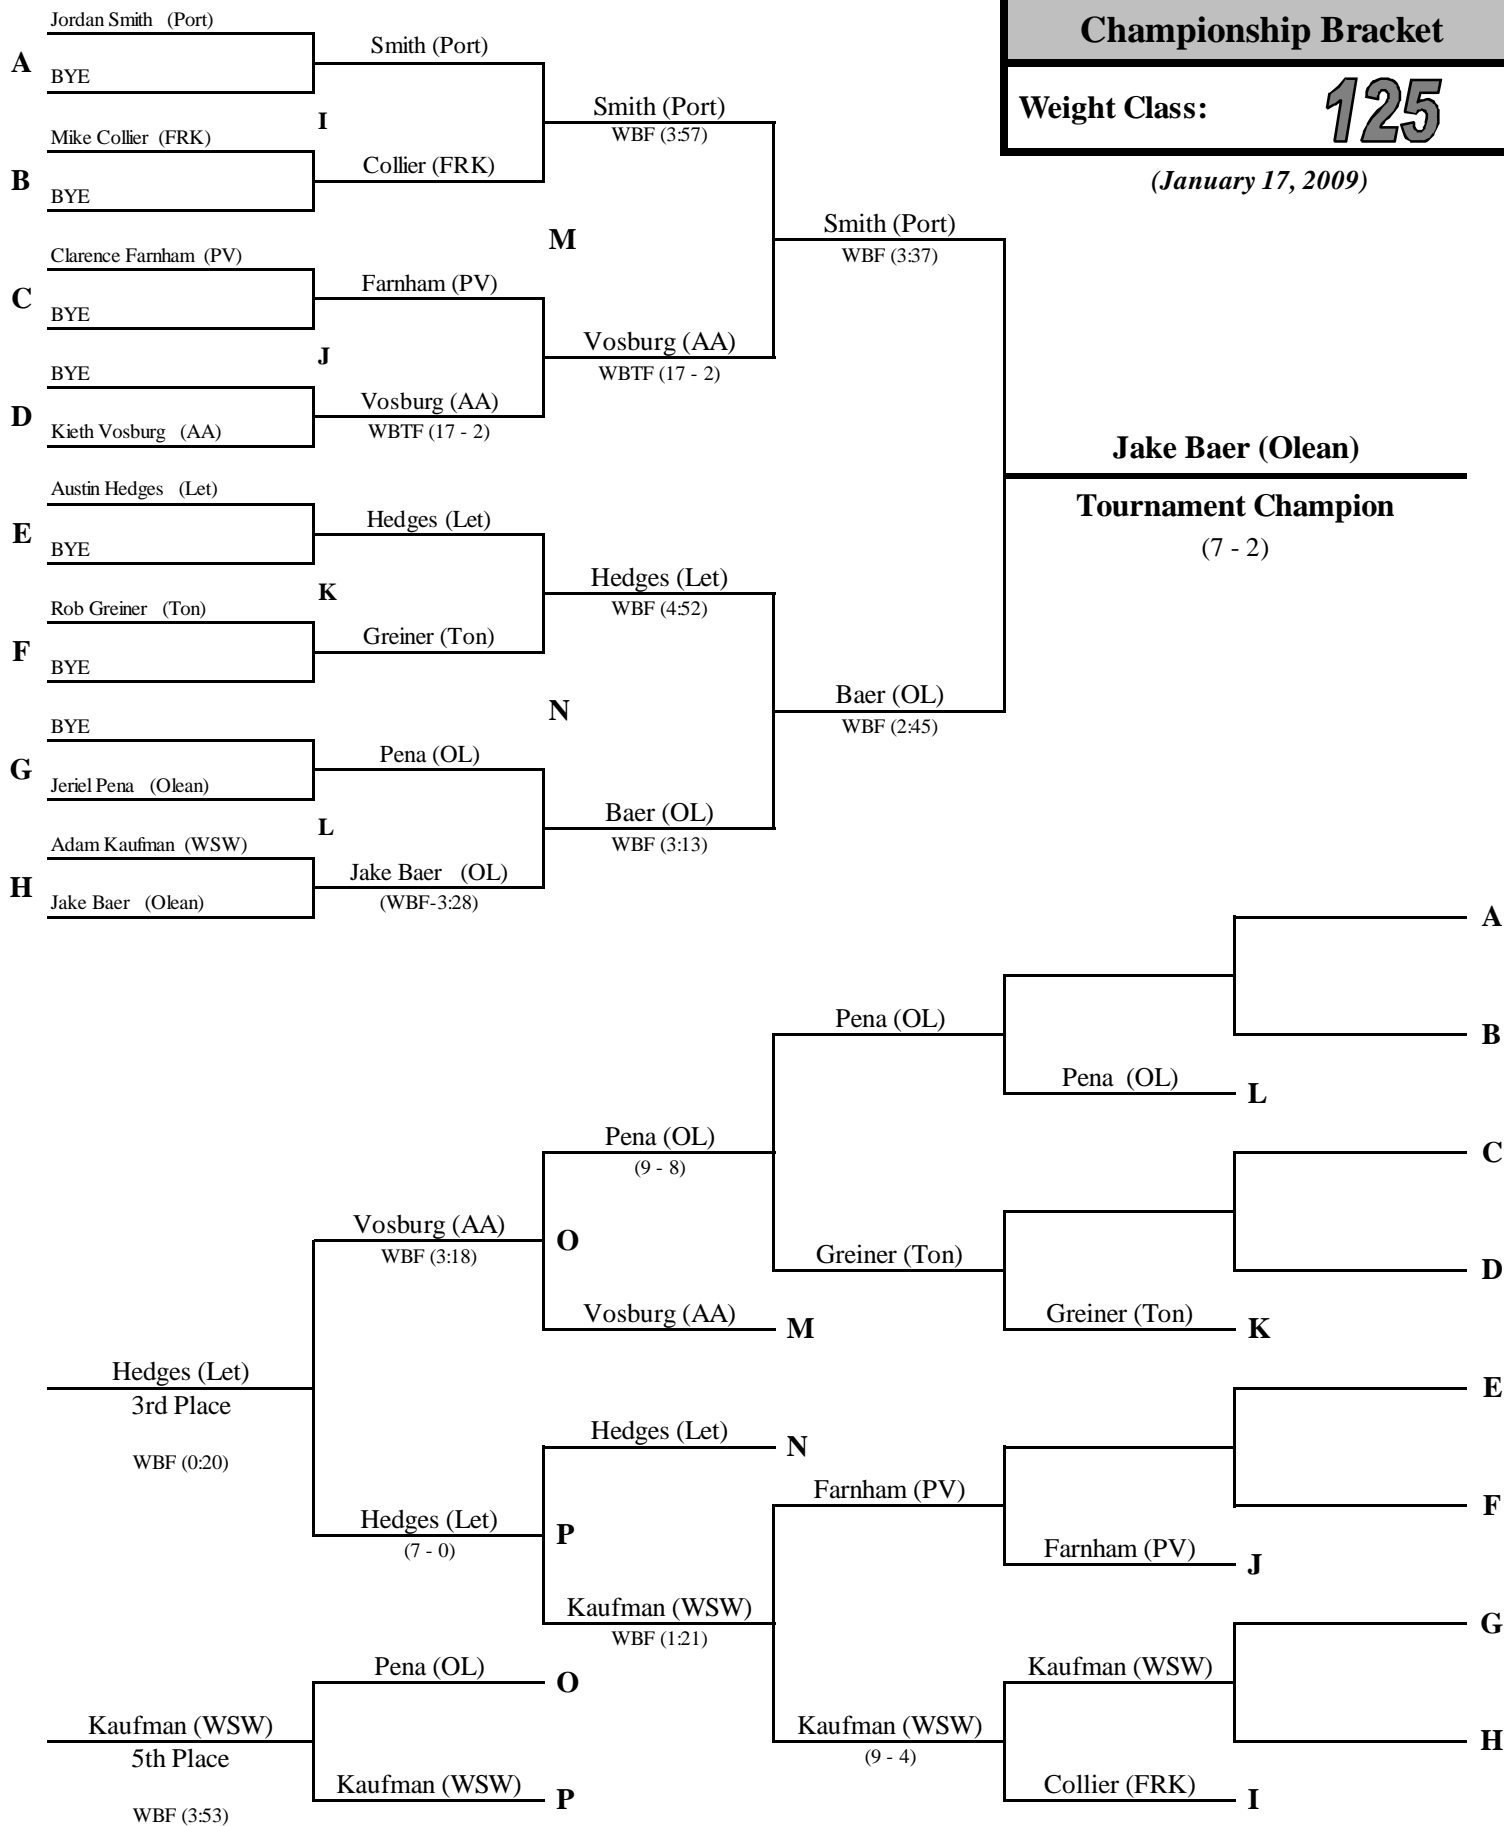 Championship Bracket
Weight Class:
125
(January 17, 2009)
Jordan Smith (Port)
A
BYE
Smith (Port)
I
Mike Collier (FRK)
B
BYE
Collier (FRK)
Smith (Port)
WBF (3:57)
M
Clarence Farnham (PV)
C
BYE
Farnham (PV)
J
BYE
D
Kieth Vosburg (AA)
Vosburg (AA)
WBTF (17 - 2)
Vosburg (AA)
WBTF (17 - 2)
Smith (Port)
WBF (3:37)
Austin Hedges (Let)
E
BYE
Hedges (Let)
K
Rob Greiner (Ton)
F
BYE
Greiner (Ton)
Hedges (Let)
WBF (4:52)
N
BYE
G
Jeriel Pena (Olean)
Pena (OL)
L
Adam Kaufman (WSW)
H
Jake Baer (Olean)
Jake Baer (OL)
(WBF-3:28)
Baer (OL)
WBF (3:13)
Baer (OL)
WBF (2:45)
Jake Baer (Olean)
Tournament Champion
(7 - 2)
A
B
Pena (OL)
Pena (OL)
L
C
D
Greiner (Ton)
Greiner (Ton)
K
Pena (OL)
(9 - 8)
O
Vosburg (AA)
WBF (3:18)
Vosburg (AA)
M
Hedges (Let)
3rd Place
WBF (0:20)
Hedges (Let)
N
Hedges (Let)
(7 - 0)
P
E
F
Farnham (PV)
Farnham (PV)
J
Kaufman (WSW)
WBF (1:21)
G
H
Kaufman (WSW)
Kaufman (WSW)
(9 - 4)
Collier (FRK)
I
Pena (OL)
O
Kaufman (WSW)
5th Place
WBF (3:53)
Kaufman (WSW)
P